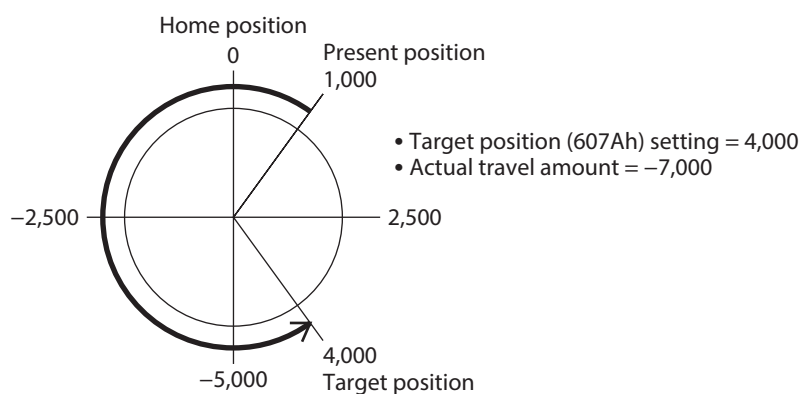 Home position
0
Present position
1,000
• Target position (607Ah) setting = 4,000
• Actual travel amount = −7,000
−2,500
2,500
4,000
Target position
−5,000